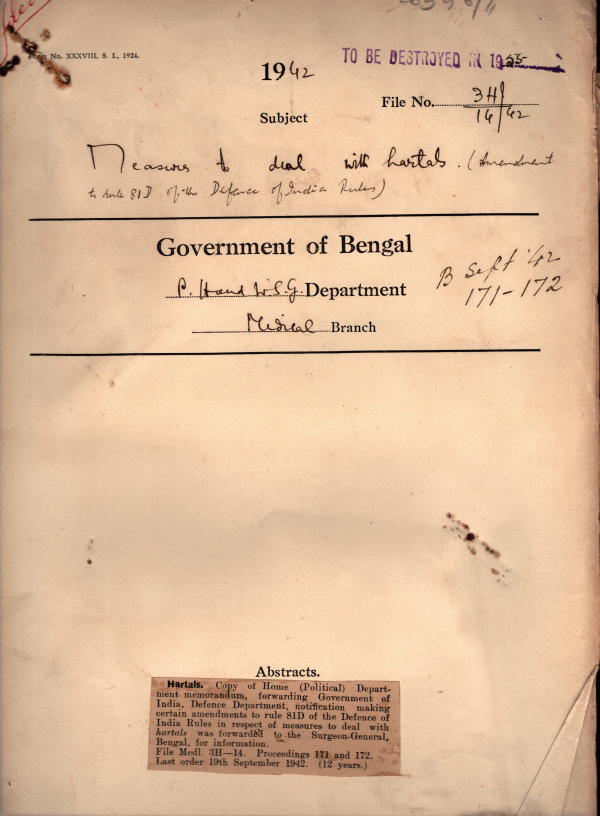 Form No. XXXVIII, S. I., 1924.
TO BE DESTROYED IN 1955
1942
File No. 3H/14/42
Subject
Measures to deal with hartals. (Amendment
to rule 81D of the Defence of India Rules)
Government of Bengal
P. H and L. S. G. Department
B Sept '42
171-172
Medical Branch
Abstracts.
Hartals. Copy of Home (Political) Depart-
ment memorandum, forwarding Government of
India, Defence Department, notification making
certain amendments to rule 81D of the Defence of
India Rules in respect of measures to deal with
hartals was forwarded to the Surgeon-General,
Bengal, for information.
File Medl. 3H—14. Proceedings 171 and 172.
Last order 19th September 1942. (12 years.)